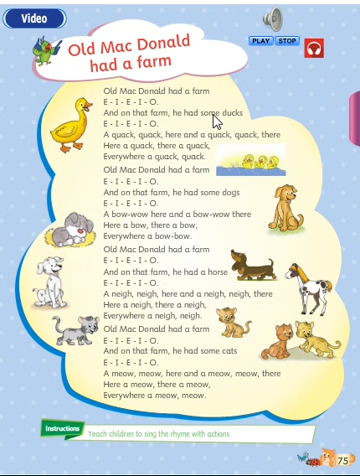 Video
PLAY STOP
Old Mac Donald
had a farm
Old Mac Donald had a farm
E - I - E - I - O.
And on that farm, he had some ducks
E - I - E - I - O.
A quack, quack, here and a quack, quack, there
Here a quack, there a quack,
Everywhere a quack, quack.
Old Mac Donald had a farm
E - I - E - I - O.
And on that farm, he had some dogs
E - I - E - I - O.
A bow-wow here and a bow-wow there
Here a bow, there a bow,
Everywhere a bow-bow.
Old Mac Donald had a farm
E - I - E - I - O.
And on that farm, he had a horse
E - I - E - I - O.
A neigh, neigh, here and a neigh, neigh, there
Here a neigh, there a neigh,
Everywhere a neigh, neigh.
Old Mac Donald had a farm
E - I - E - I - O.
And on that farm, he had some cats
E - I - E - I - O.
A meow, meow, here and a meow, meow, there
Here a meow, there a meow,
Everywhere a meow, meow.
Instructions
Teach children to sing the rhyme with actions.
75